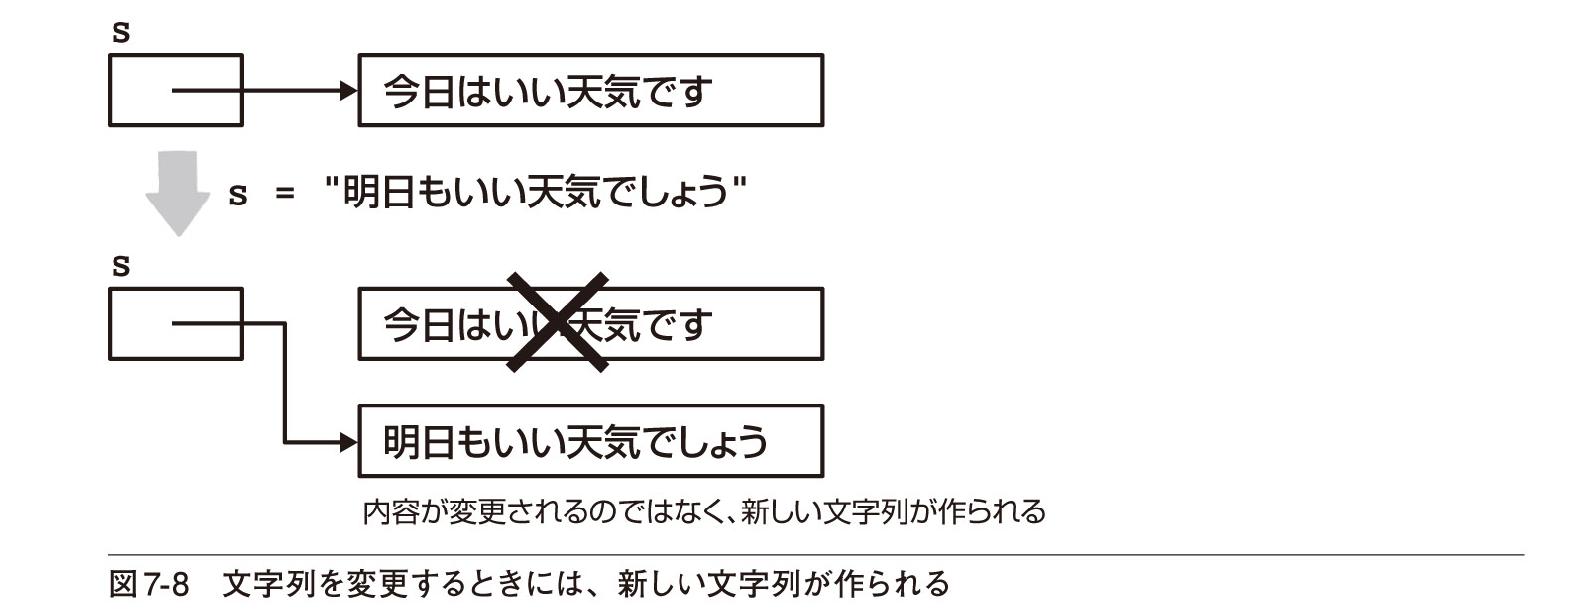 s
今日はいい天気です
s = "明日もいい天気でしょう"
s
今日はいい天気です
明日もいい天気でしょう
内容が変更されるのではなく、新しい文字列が作られる
図7-8 文字列を変更するときには、新しい文字列が作られる